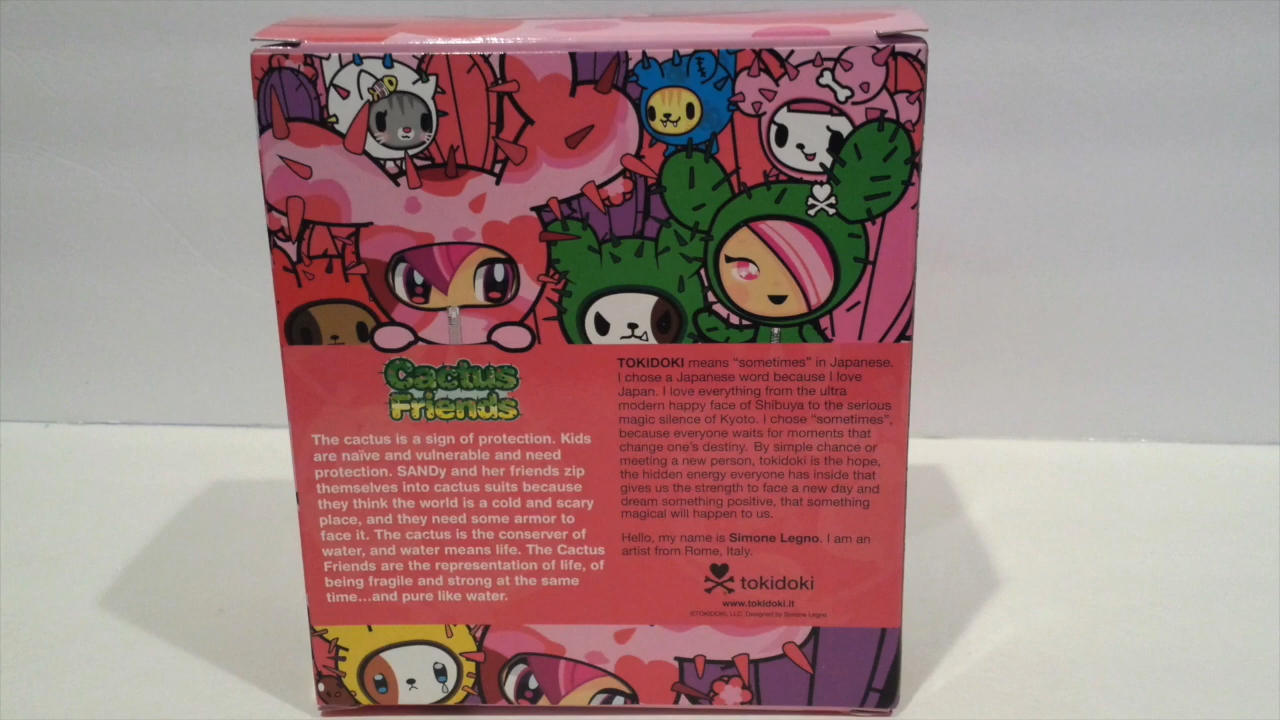 Cactus
Friends
The cactus is a sign of protection. Kids
are naïve and vulnerable and need
protection. SANDy and her friends zip
themselves into cactus suits because
they think the world is a cold and scary
place, and they need some armor to
face it. The cactus is the conserver of
water, and water means life. The Cactus
Friends are the representation of life, of
being fragile and strong at the same
time...and pure like water.
TOKIDOKI means “sometimes” in Japanese.
I chose a Japanese word because I love
Japan. I love everything from the ultra
modern happy face of Shibuya to the serious
magic silence of Kyoto. I chose “sometimes”,
because everyone waits for moments that
change one's destiny. By simple chance or
meeting a new person, tokidoki is the hope,
the hidden energy everyone has inside that
gives us the strength to face a new day and
dream something positive, that something
magical will happen to us.
Hello, my name is Simone Legno. I am an
artist from Rome, Italy.
tokidoki
www.tokidoki.it
©TOKIDOKI, LLC. Designed by Simone Legno